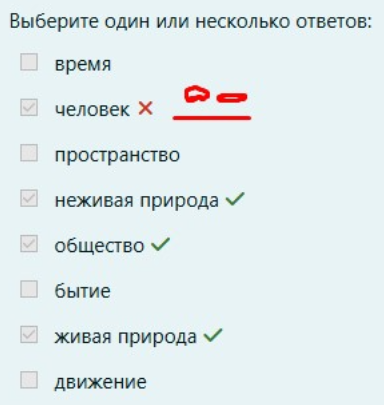 Выберите один или несколько ответов:
время
человек
пространство
неживая природа
общество
бытие
живая природа
движение